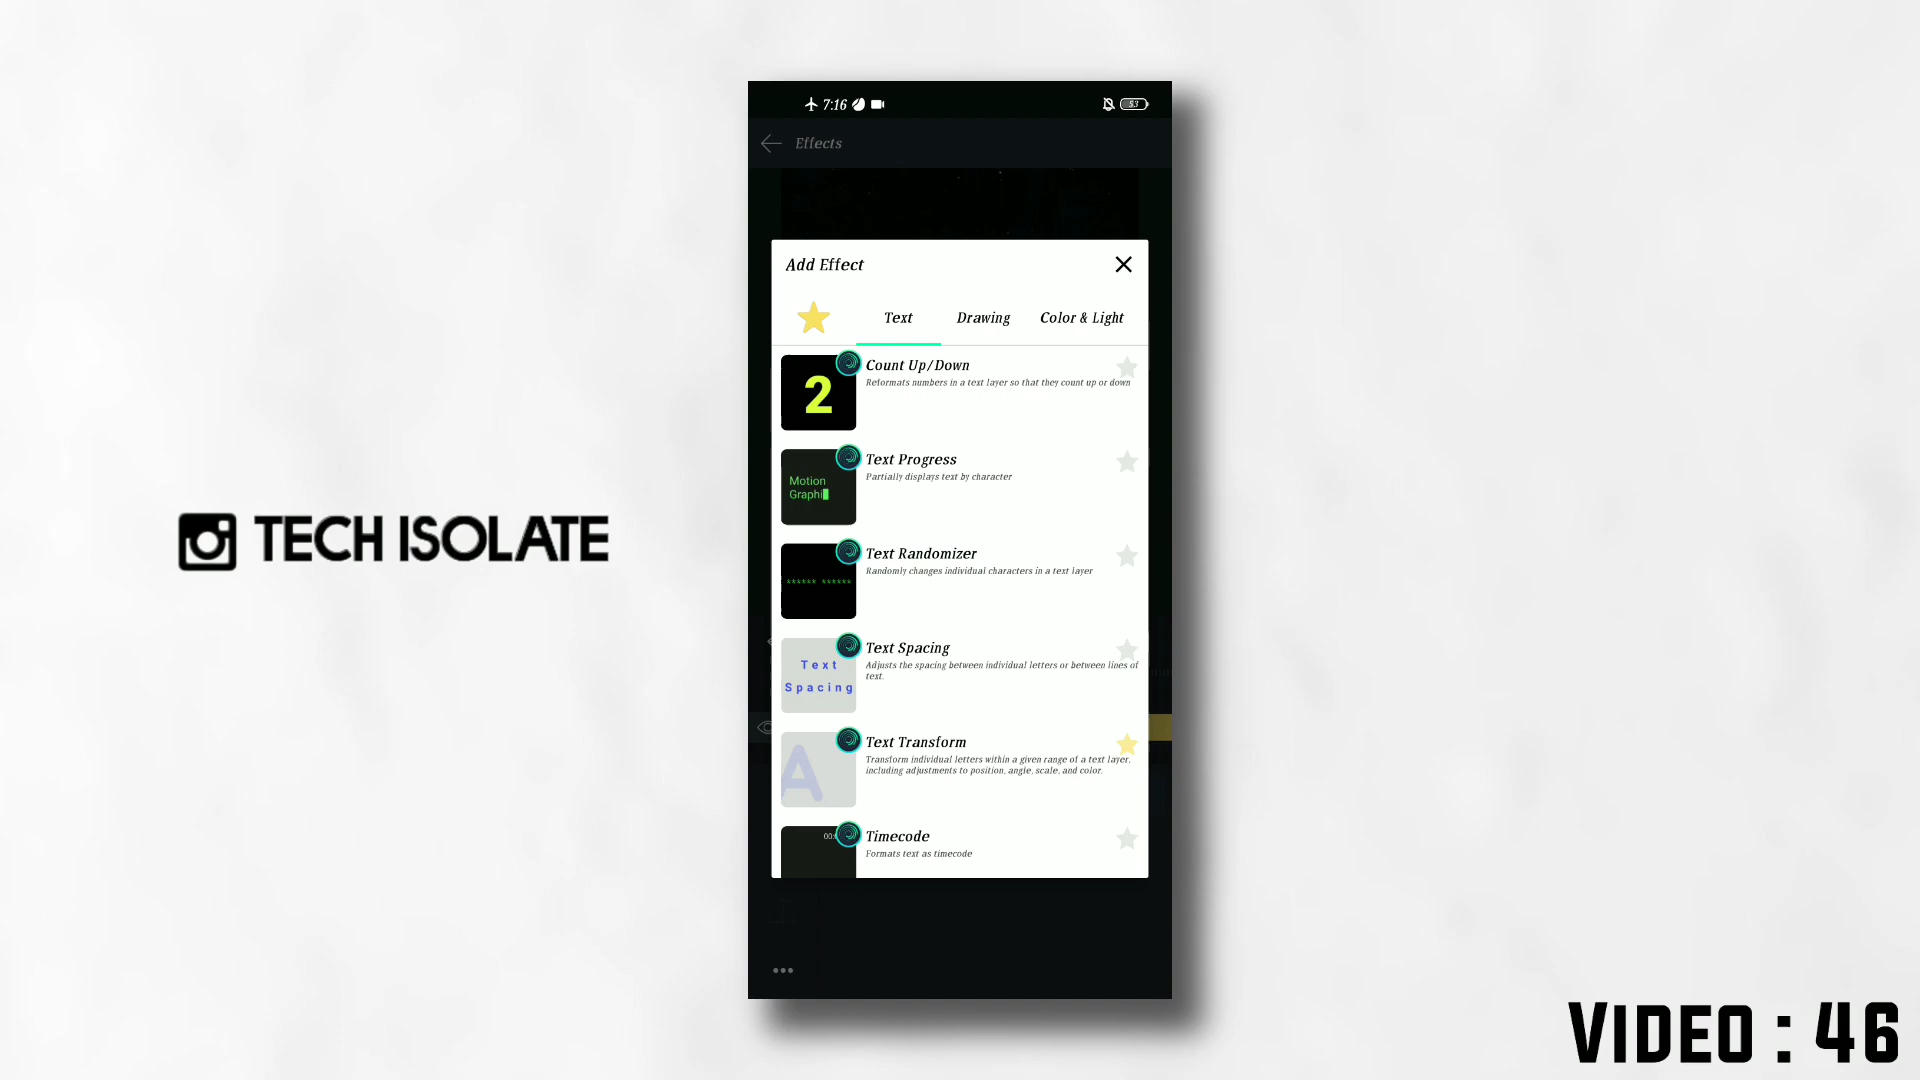 7:16
53
Effects
Add Effect
Text
Drawing
Color & Light
2
Count Up/Down
Reformats numbers in a text layer so that they count up or down
Motion
Graphi
Text Progress
Partially displays text by character
****** ******
Text Randomizer
Randomly changes individual characters in a text layer
Text
Spacing
Text Spacing
Adjusts the spacing between individual letters or between lines of
text.
A
Text Transform
Transform individual letters within a given range of a text layer,
including adjustments to position, angle, scale, and color.
Timecode
Formats text as timecode
TECH ISOLATE
VIDEO : 46